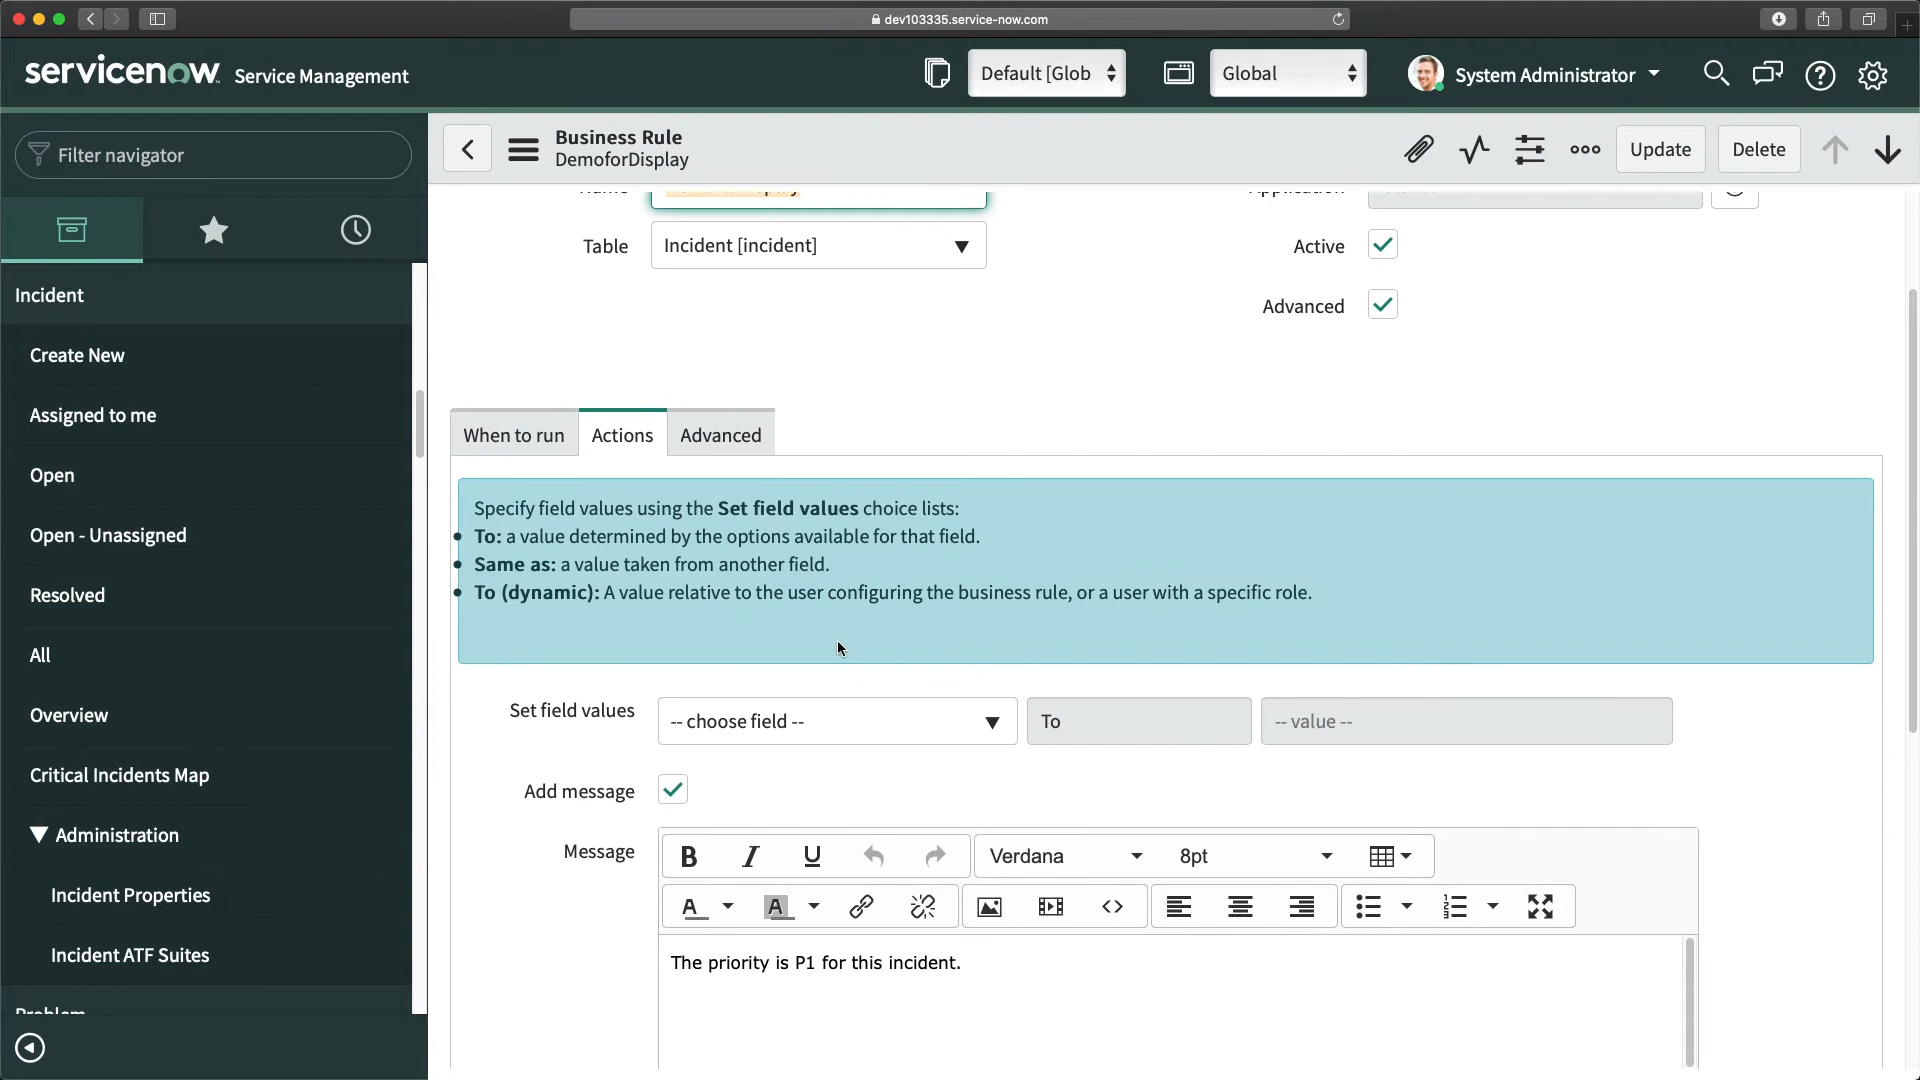 dev103335.service-now.com
servicenow Service Management
Default [Glob
Global
System Administrator
Filter navigator
Business Rule
DemoforDisplay
Update
Delete
Incident
Create New
Assigned to me
Open
Open - Unassigned
Resolved
All
Overview
Critical Incidents Map
Administration
Incident Properties
Incident ATF Suites
Problem
Table
Incident [incident]
Active
Advanced
When to run
Actions
Advanced
Specify field values using the Set field values choice lists:
To: a value determined by the options available for that field.
Same as: a value taken from another field.
To (dynamic): A value relative to the user configuring the business rule, or a user with a specific role.
Set field values
-- choose field --
To
-- value --
Add message
Message
B I U
Verdana
8pt
A A
The priority is P1 for this incident.